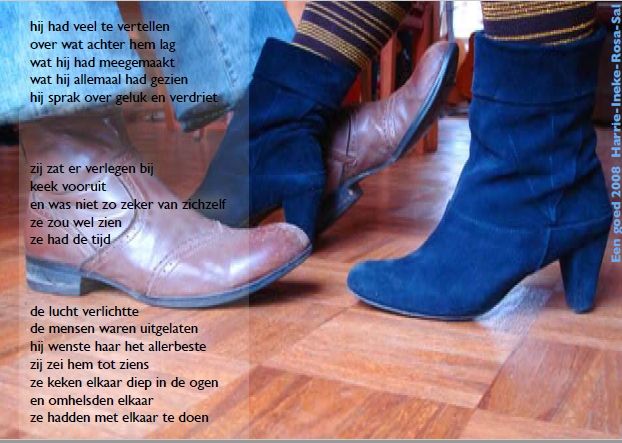 hij had veel te vertellen
over wat achter hem lag
wat hij had meegemaakt
wat hij allemaal had gezien
hij sprak over geluk en verdriet
zij zat er verlegen bij
keek vooruit
en was niet zo zeker van zichzelf
ze zou wel zien
ze had de tijd
de lucht verlichtte
de mensen waren uitgelaten
hij wenste haar het allerbeste
zij zei hem tot ziens
ze keken elkaar diep in de ogen
en omhelsden elkaar
ze hadden met elkaar te doen
Een goed 2008 Harrie-Ineke-Rosa-Sal